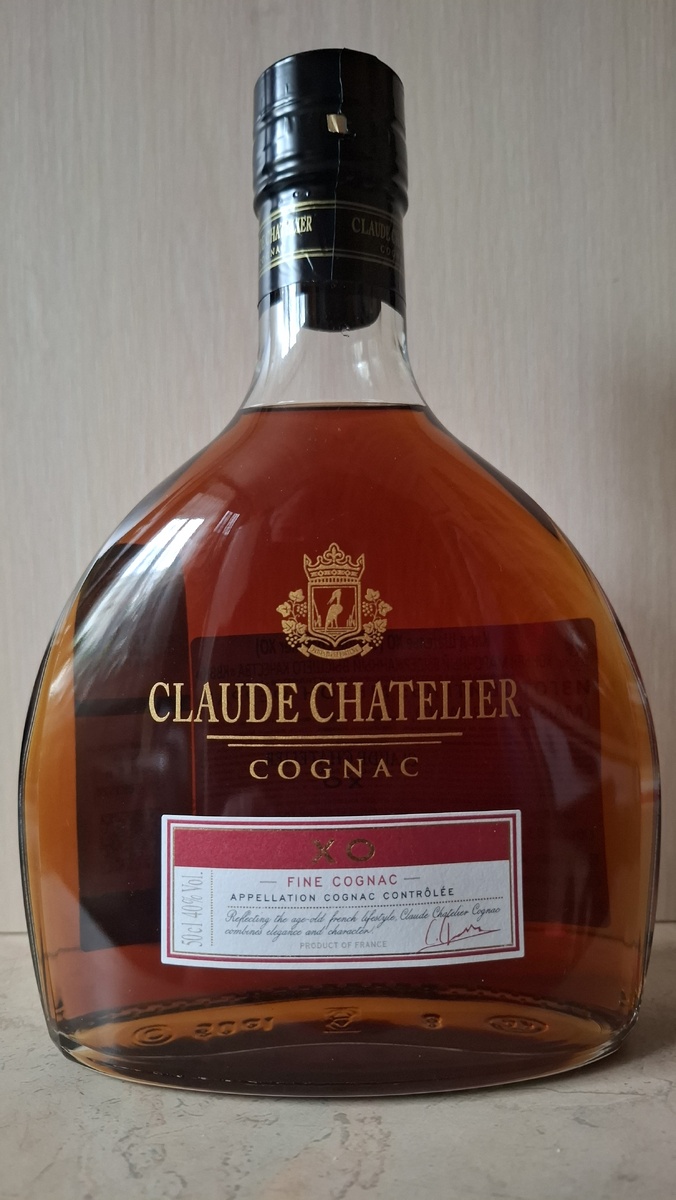 CLAUDE
CLAUDE CHATELIER
COGNAC
XO
FINE COGNAC
APPELLATION COGNAC CONTRÔLÉE
50cl 40% Vol.
Reflecting the age-old french lifestyle, Claude Chatelier Cognac
combines elegance and character.
PRODUCT OF FRANCE